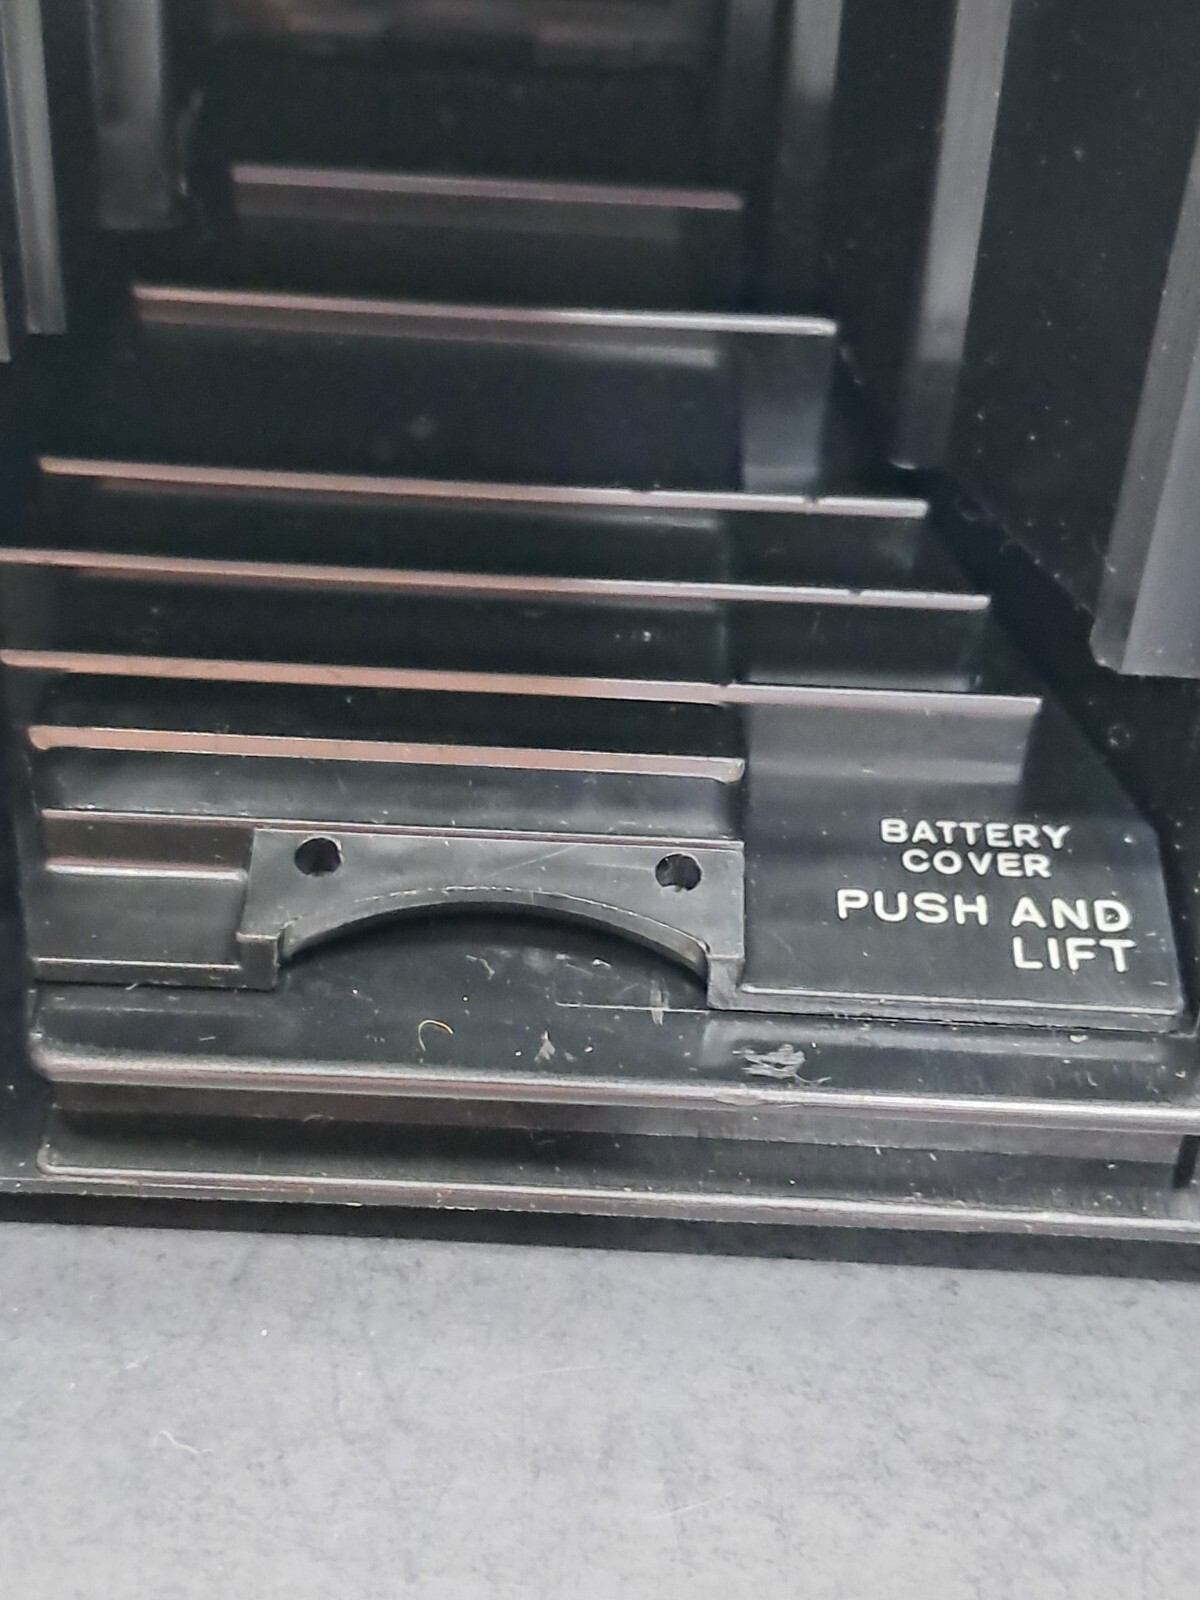 BATTERY
COVER
PUSH AND
LIFT